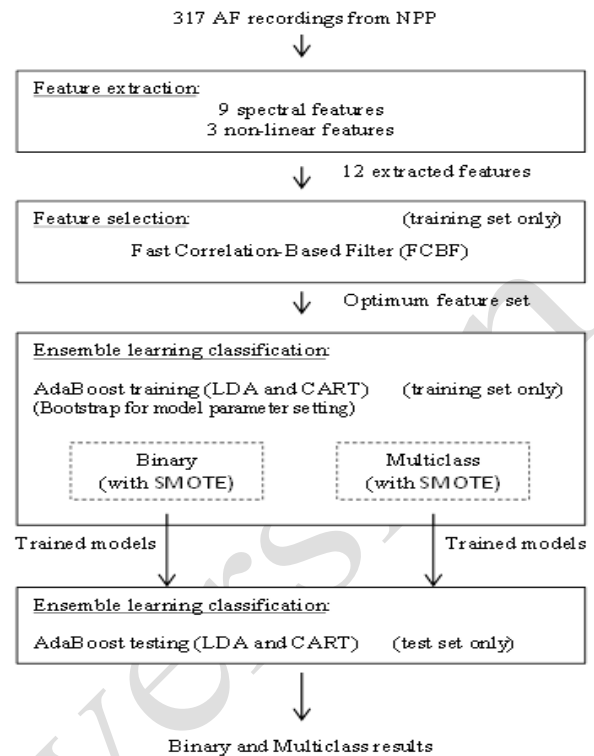 317 AF recordings from NPP
Feature extraction:
9 spectral features
3 non-linear features
12 extracted features
Feature selection: (training set only)
Fast Correlation-Based Filter (FCBF)
Optimum feature set
Ensemble learning classification:
AdaBoost training (LDA and CART) (training set only)
(Bootstrap for model parameter setting)
Binary Multiclass
(with SMOTE) (with SMOTE)
Trained models Trained models
Ensemble learning classification:
AdaBoost testing (LDA and CART) (test set only)
Binary and Multiclass results
version